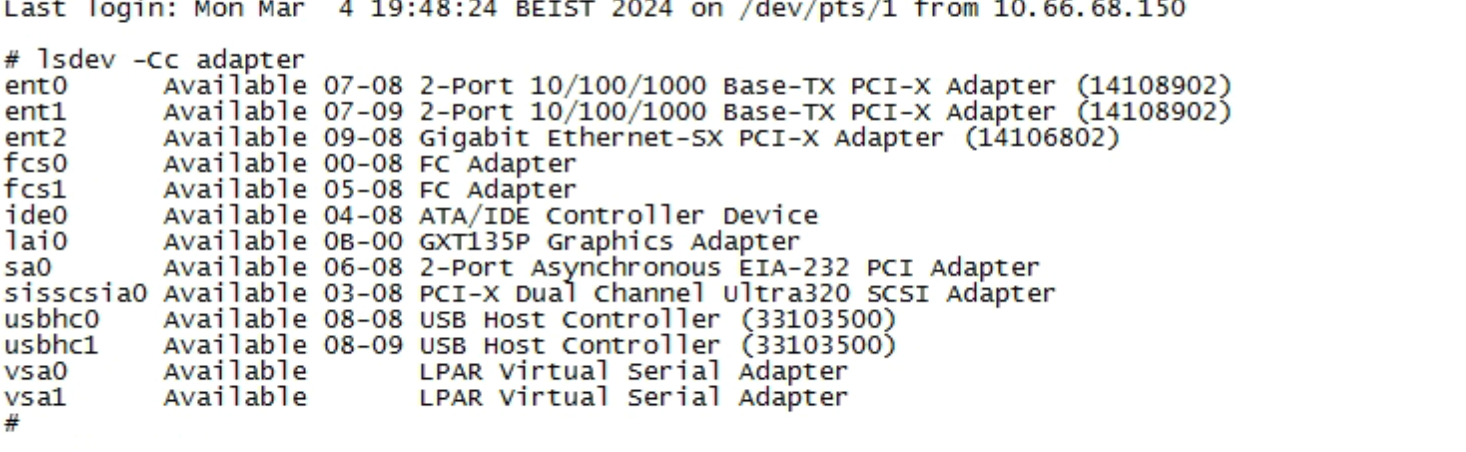 Last login: Mon Mar  4 19:48:24 BEIST 2024 on /dev/pts/1 from 10.66.68.150
# lsdev -Cc adapter
ent0      Available 07-08 2-Port 10/100/1000 Base-TX PCI-X Adapter (14108902)
ent1      Available 07-09 2-Port 10/100/1000 Base-TX PCI-X Adapter (14108902)
ent2      Available 09-08 Gigabit Ethernet-SX PCI-X Adapter (14106802)
fcs0      Available 00-08 FC Adapter
fcs1      Available 05-08 FC Adapter
ide0      Available 04-08 ATA/IDE Controller Device
lai0      Available 0B-00 GXT135P Graphics Adapter
sa0       Available 06-08 2-Port Asynchronous EIA-232 PCI Adapter
sisscsia0 Available 03-08 PCI-X Dual Channel Ultra320 SCSI Adapter
usbhc0    Available 08-08 USB Host Controller (33103500)
usbhc1    Available 08-09 USB Host Controller (33103500)
vsa0      Available       LPAR Virtual Serial Adapter
vsa1      Available       LPAR Virtual Serial Adapter
#